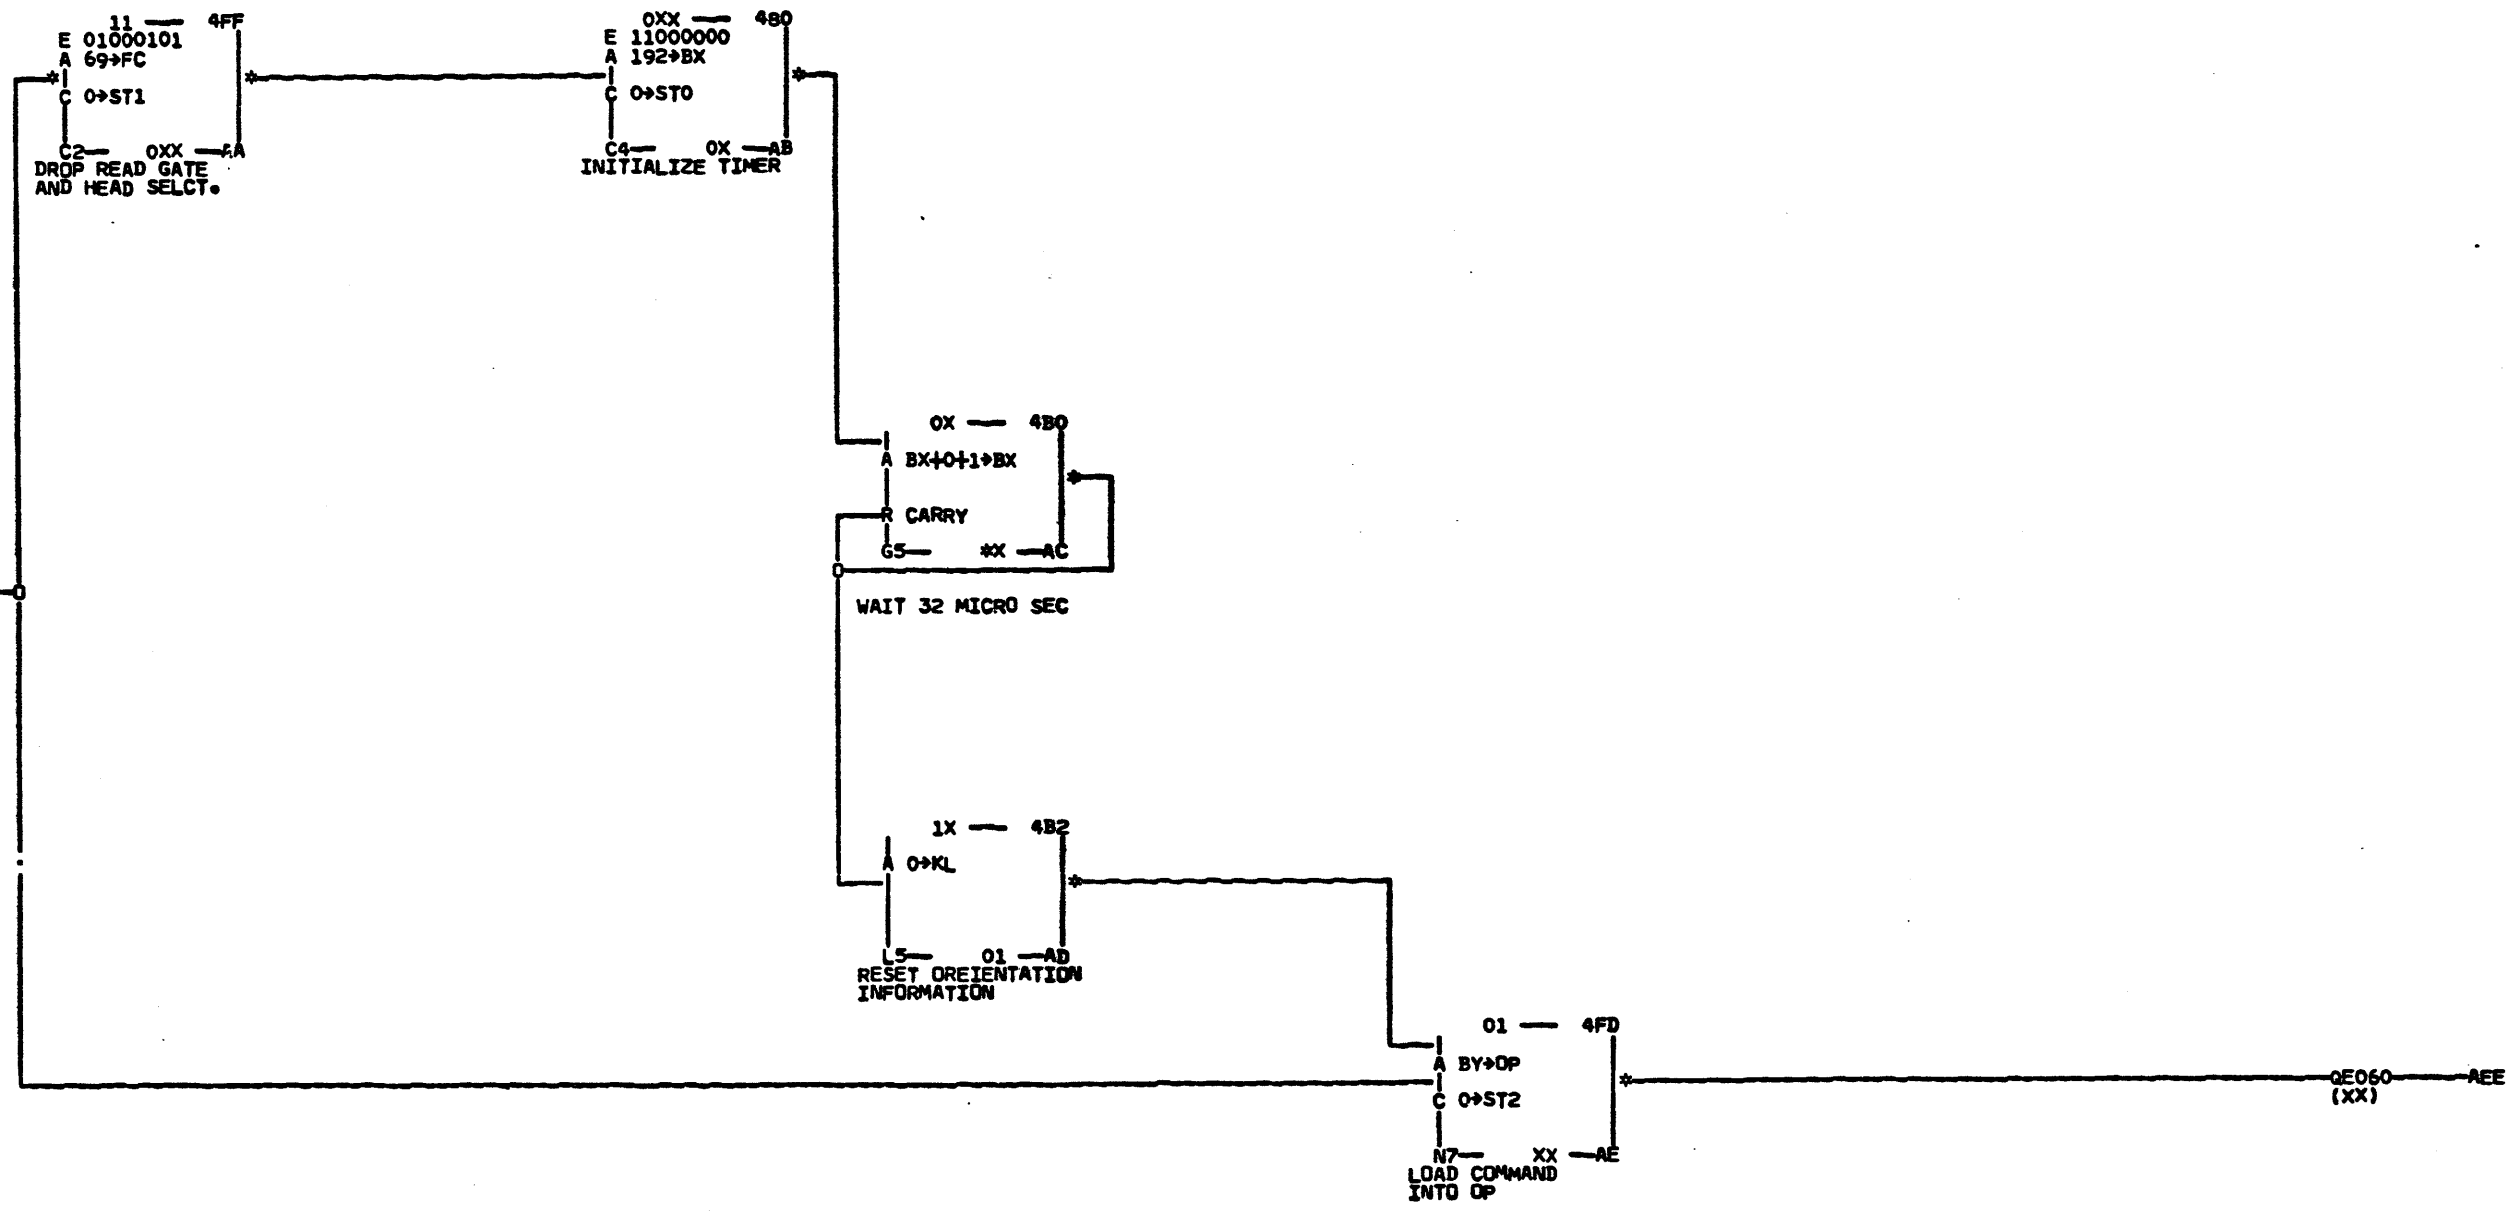 11 — 4FF
E 01000101
A 69→FC
C 0→ST1
C2— 0XX —AA
DROP READ GATE
AND HEAD SELCT.
0XX — 480
E 11000000
A 192→BX
C 0→ST0
C4— 0X —AB
INITIALIZE TIMER
0X — 4B0
A BX+0+1→BX
R CARRY
G5— *X —AC
WAIT 32 MICRO SEC
1X — 4B2
A 0→KL
L5— 01 —AD
RESET OREIENTATION
INFORMATION
01 — 4FD
A BY→OP
C 0→ST2
N7— XX —AE
LOAD COMMAND
INTO OP
QE060—AEE
(XX)